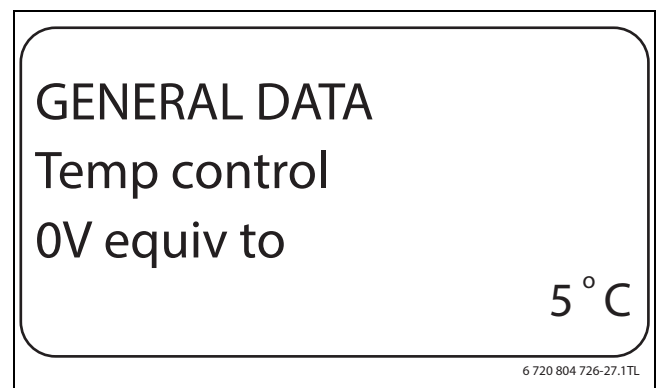 GENERAL DATA
Temp control
0V equiv to
5°C
6 720 804 726-27.1TL